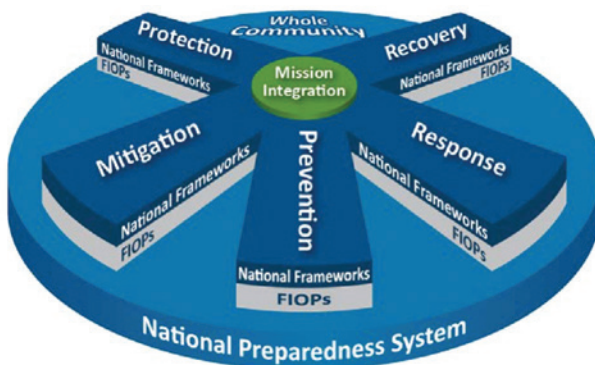 Whole
Community
Protection
National Frameworks
FIOPs
Recovery
National Frameworks
FIOPs
Mission
Integration
Mitigation
National Frameworks
FIOPs
Prevention
National Frameworks
FIOPs
Response
National Frameworks
FIOPs
National Preparedness System